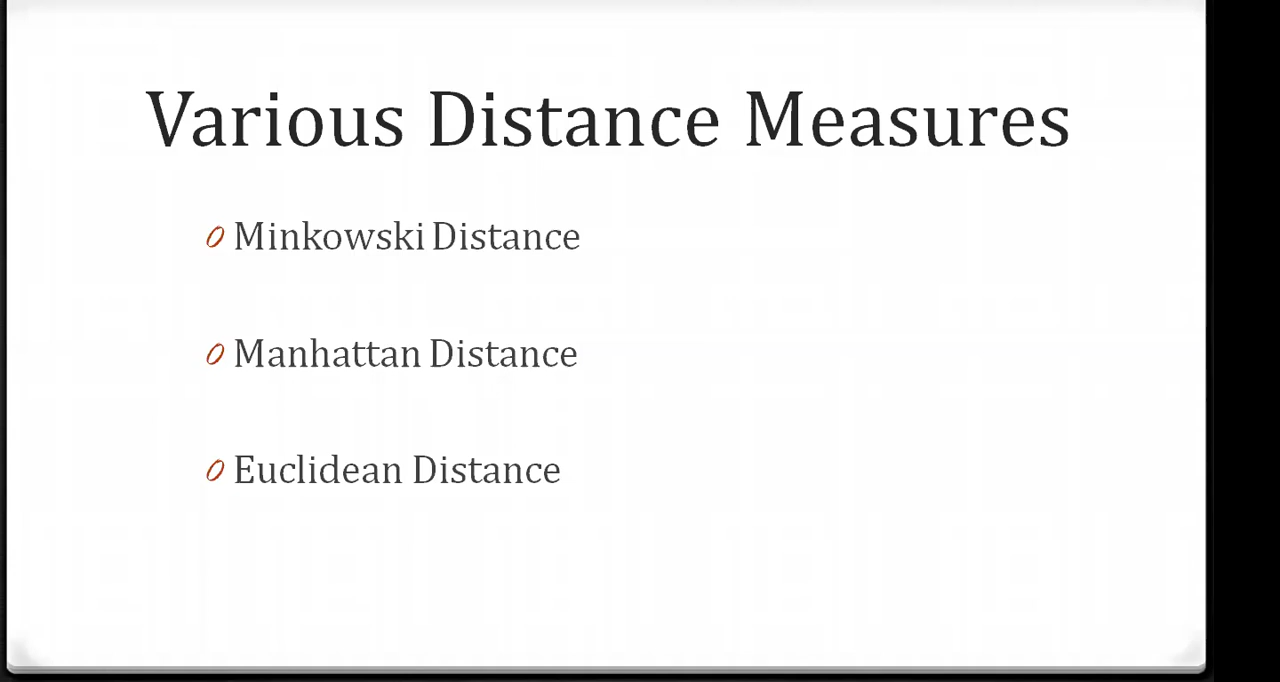 Various Distance Measures
Minkowski Distance
Manhattan Distance
Euclidean Distance